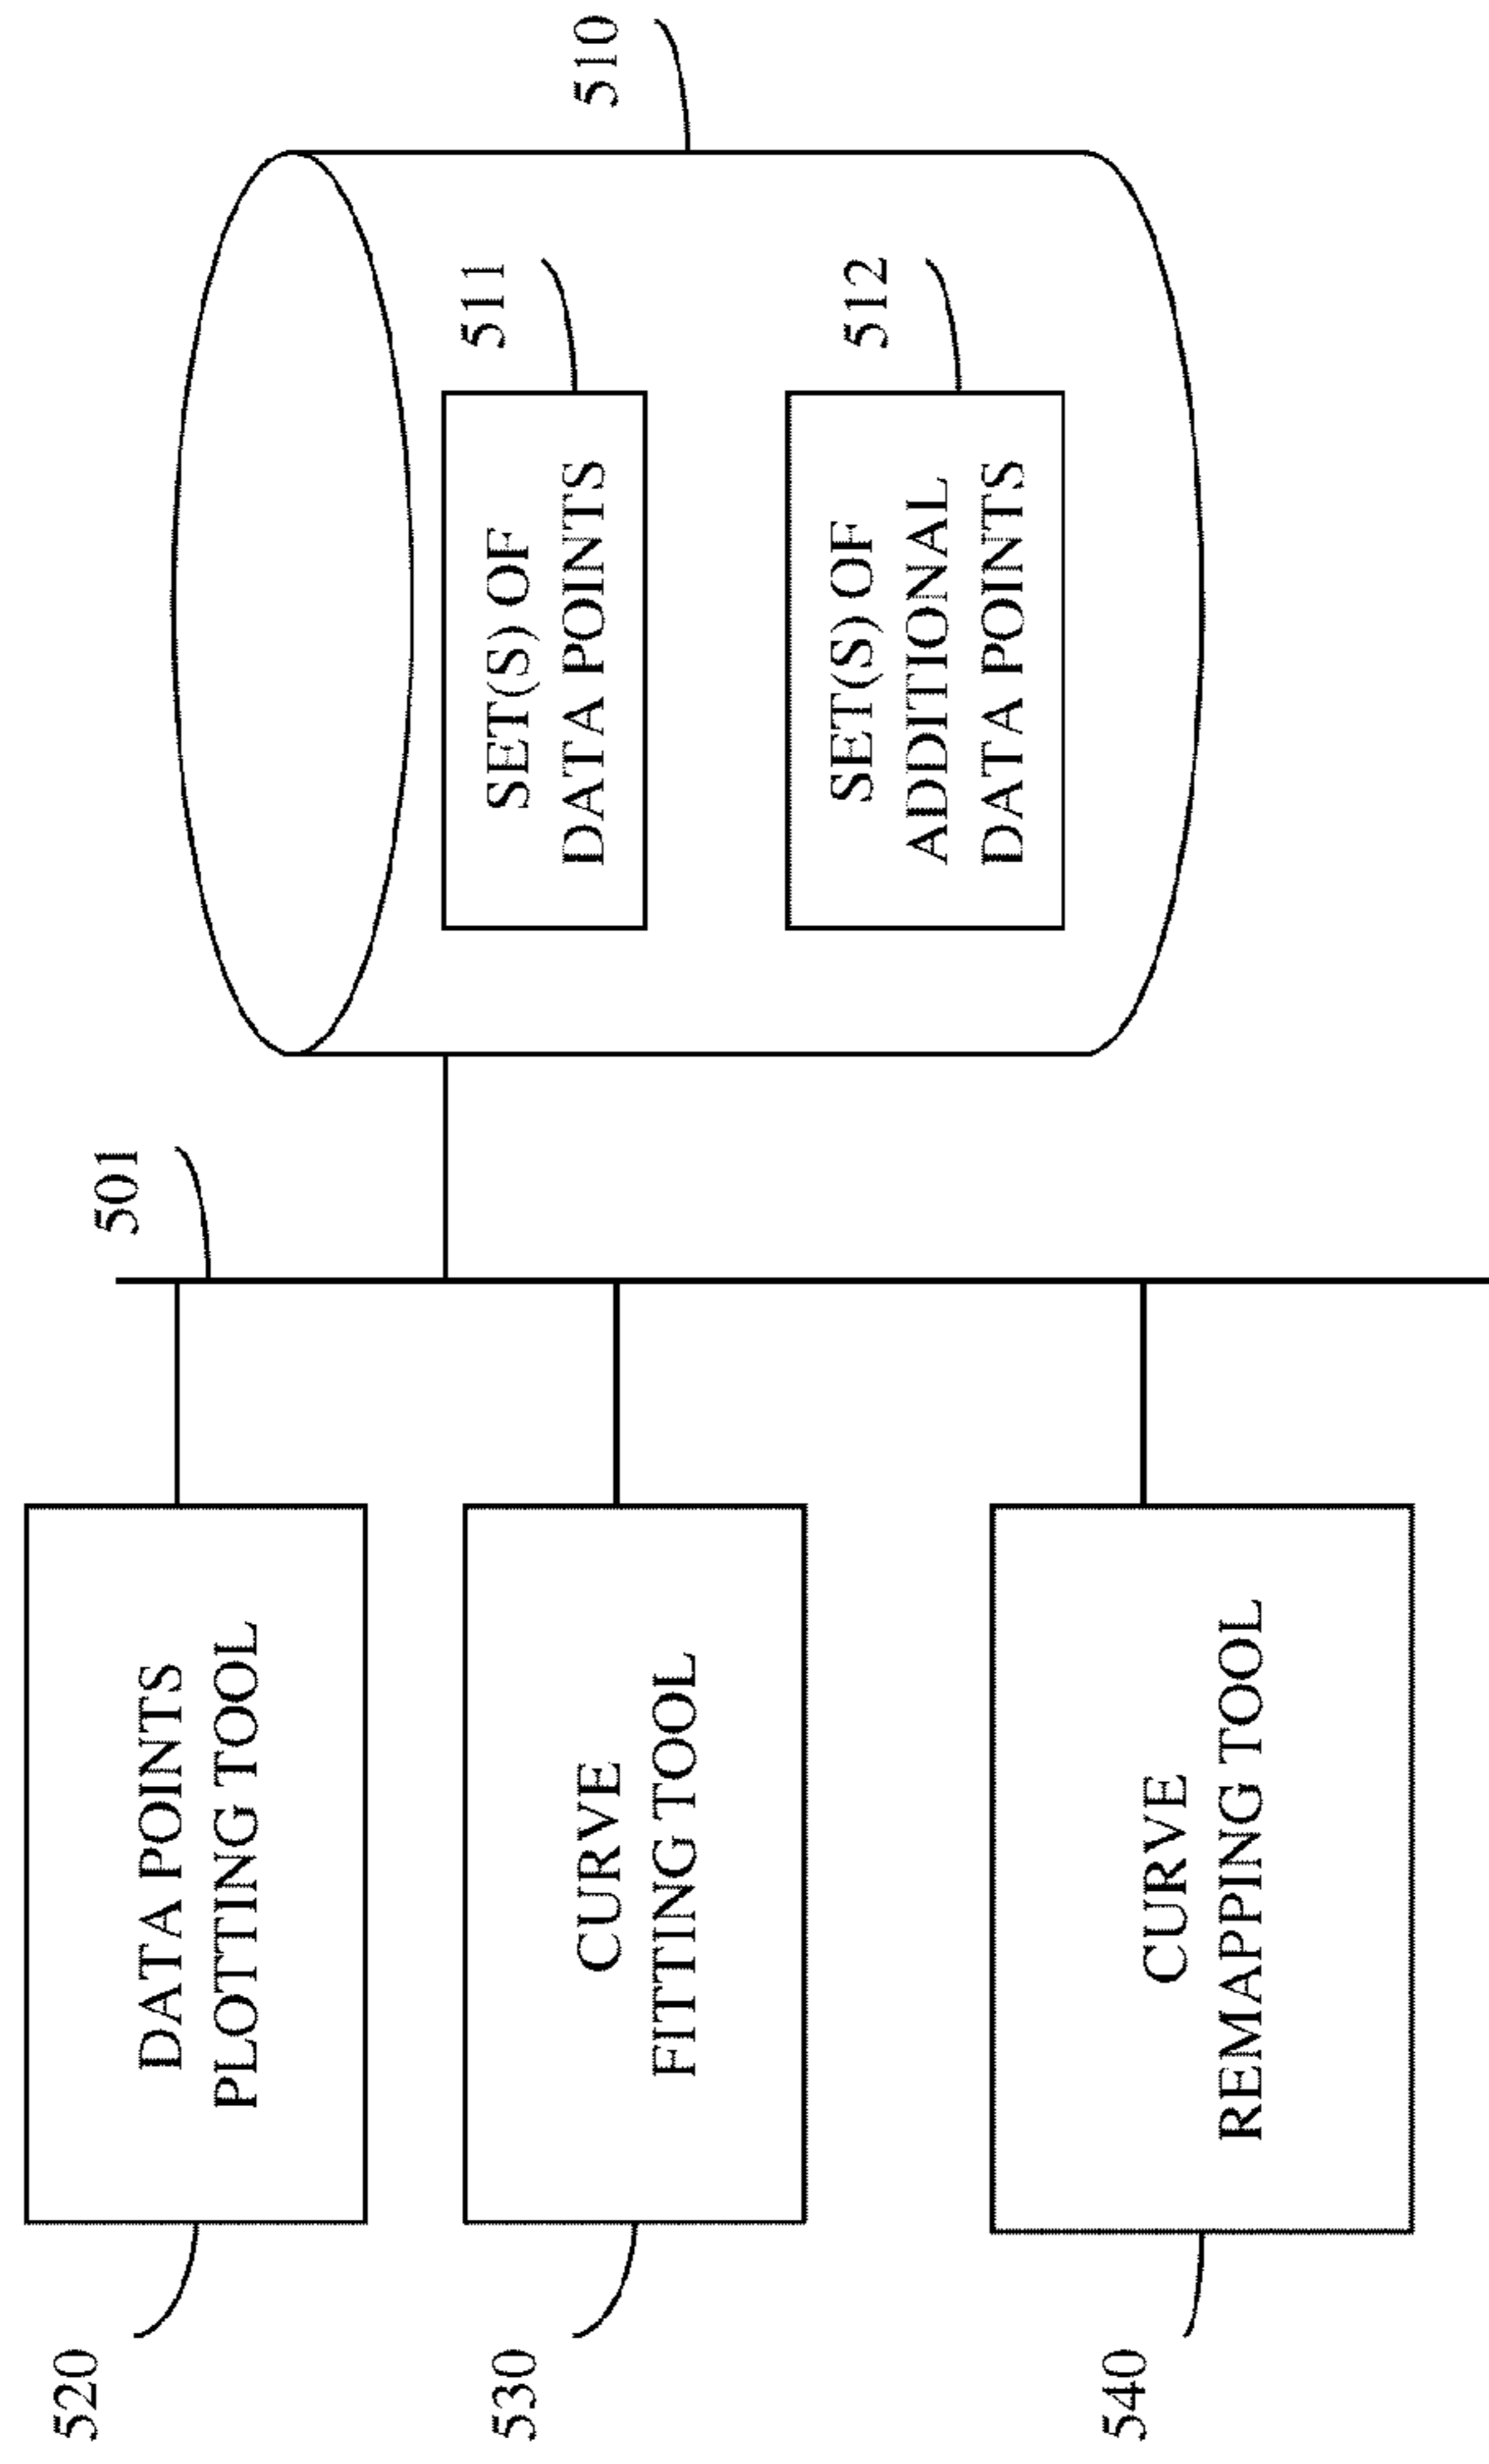 520
DATA POINTS
PLOTTING TOOL
530
CURVE
FITTING TOOL
540
CURVE
REMAPPING TOOL
501
510
511
SET(S) OF
DATA POINTS
512
SET(S) OF
ADDITIONAL
DATA POINTS